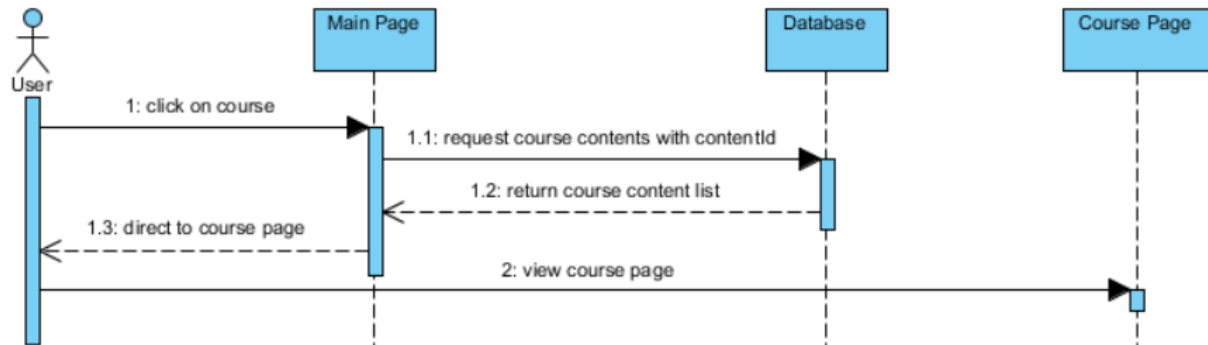 Main Page
Database
Course Page
User
1: click on course
1.1: request course contents with contentId
1.2: return course content list
1.3: direct to course page
2: view course page